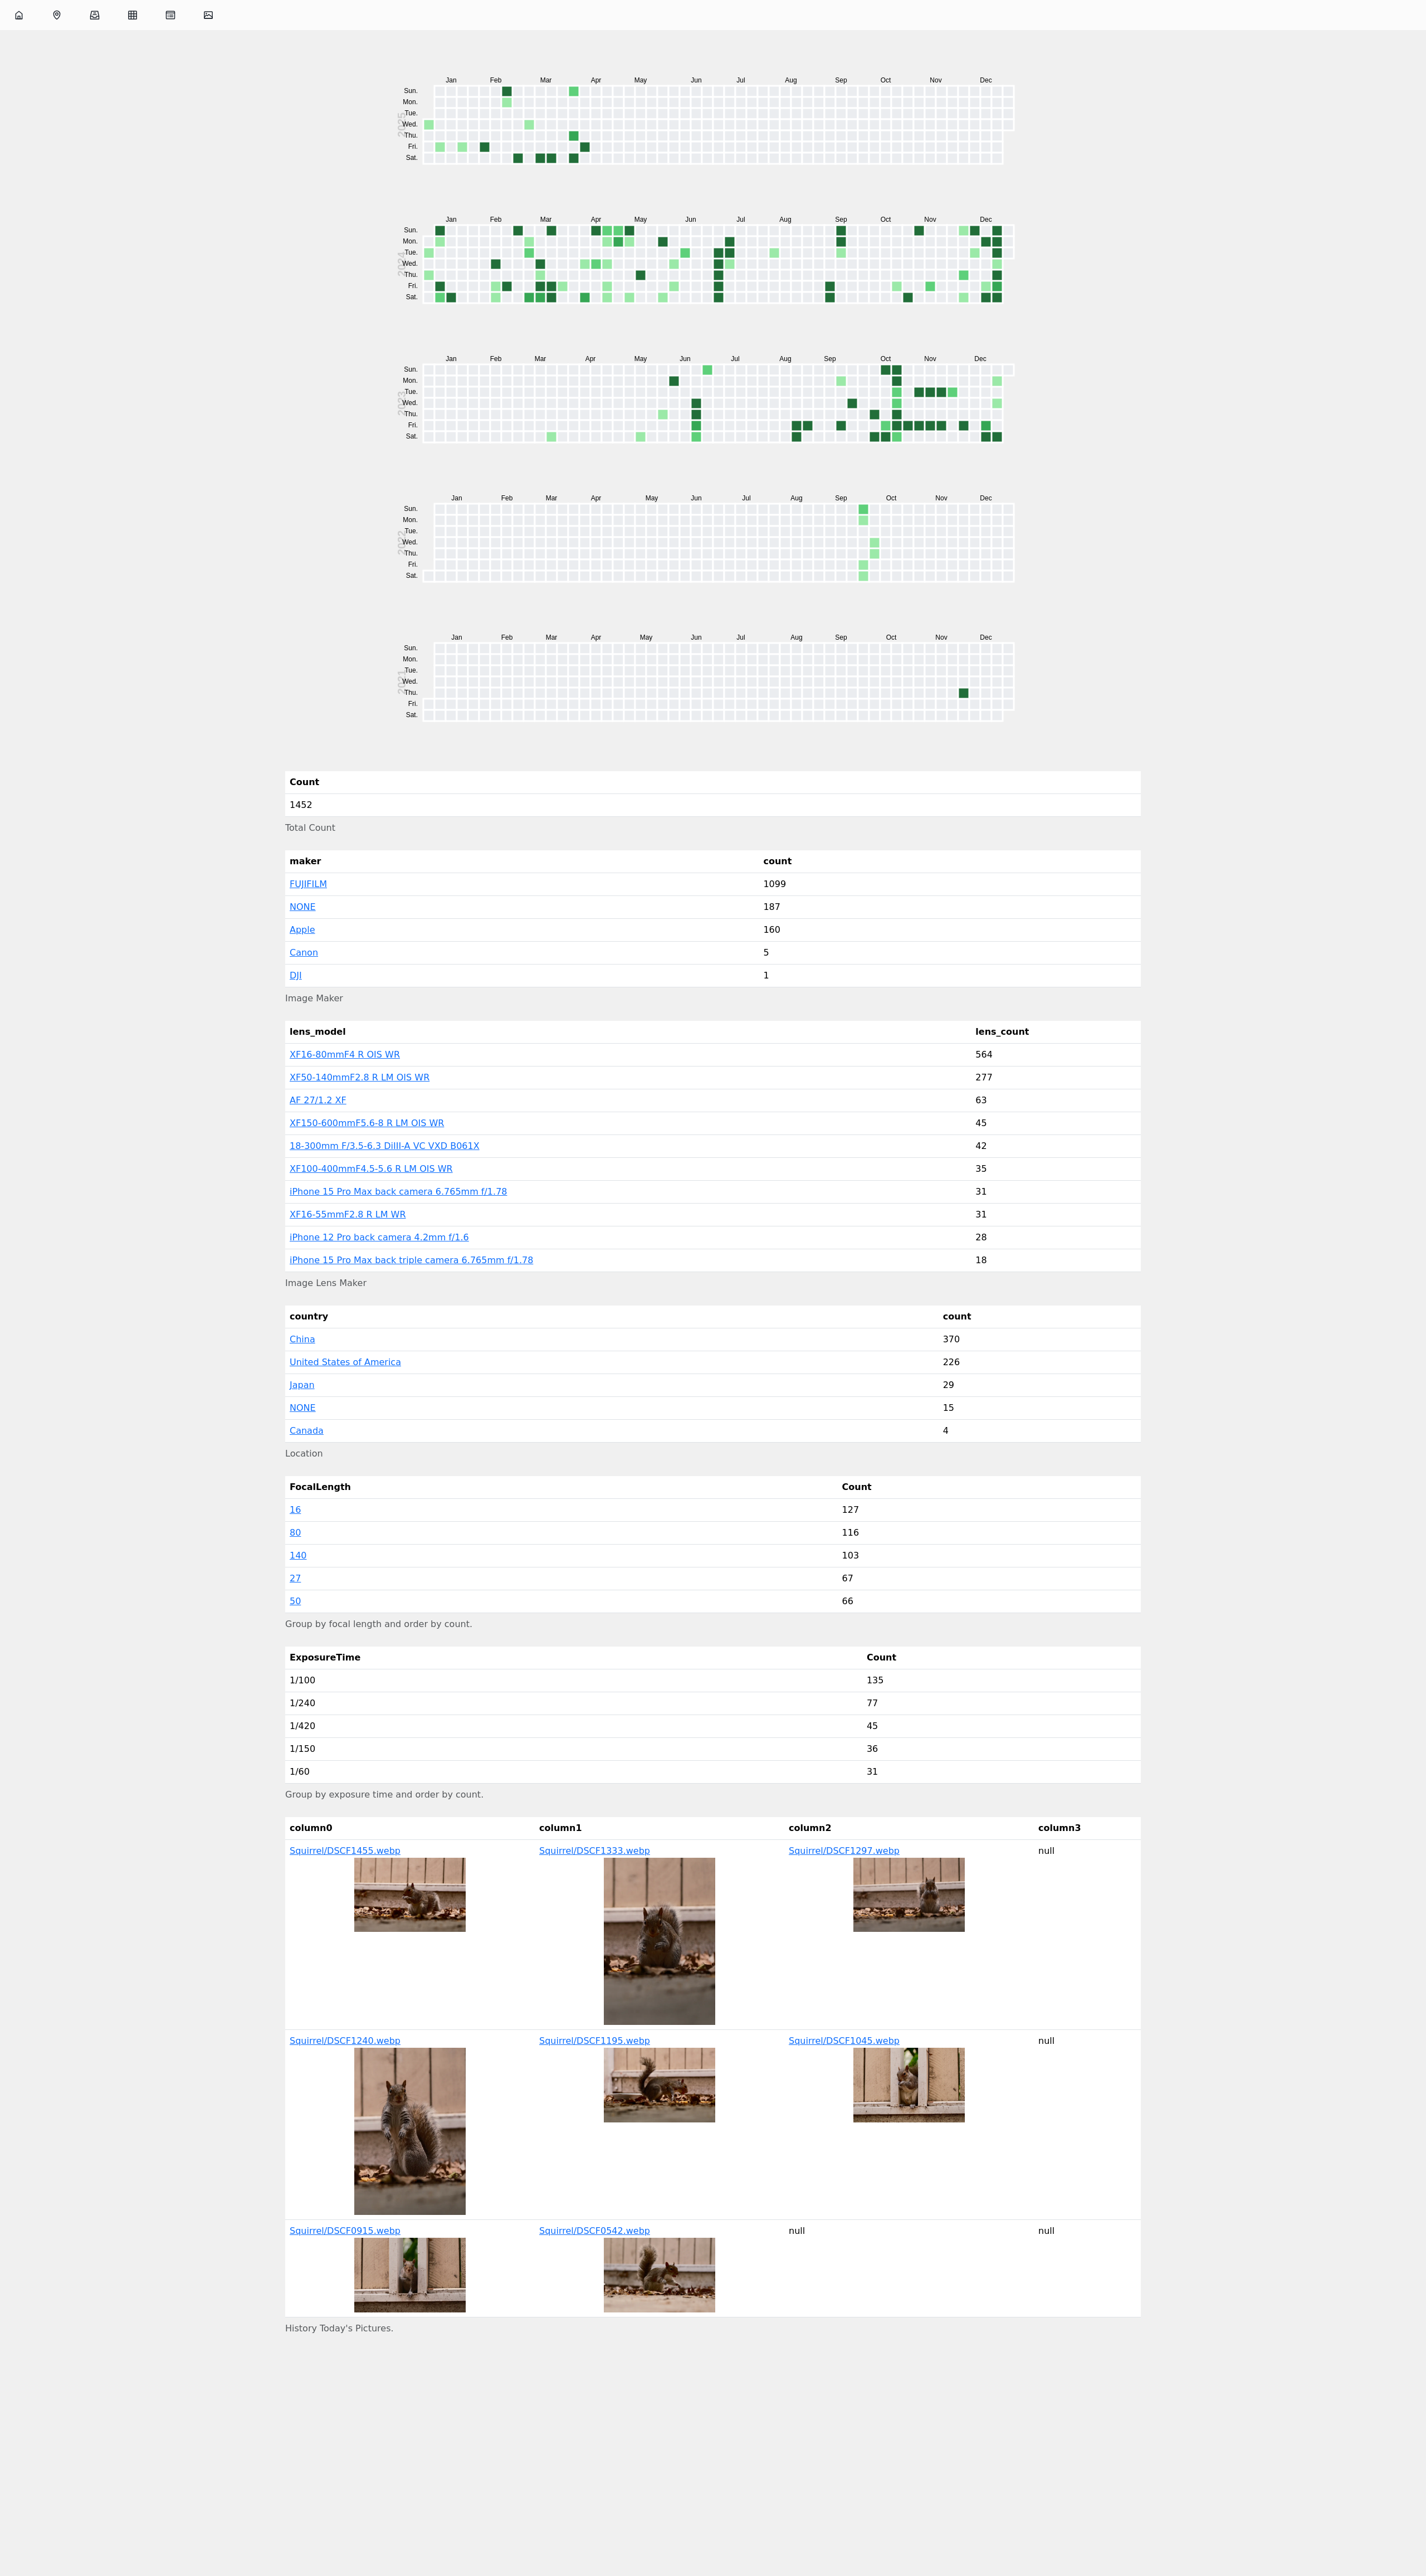 Jan Feb Mar Apr May Jun Jul Aug Sep Oct Nov Dec
Sun.
Mon.
Tue.
2025
Wed.
Thu.
Fri.
Sat.
Jan Feb Mar Apr May Jun Jul Aug Sep Oct Nov Dec
Sun.
Mon.
Tue.
2024
Wed.
Thu.
Fri.
Sat.
Jan Feb Mar Apr May Jun Jul Aug Sep Oct Nov Dec
Sun.
Mon.
Tue.
2023
Wed.
Thu.
Fri.
Sat.
Jan Feb Mar Apr May Jun Jul Aug Sep Oct Nov Dec
Sun.
Mon.
Tue.
2022
Wed.
Thu.
Fri.
Sat.
Jan Feb Mar Apr May Jun Jul Aug Sep Oct Nov Dec
Sun.
Mon.
Tue.
2021
Wed.
Thu.
Fri.
Sat.
Count
1452
Total Count
maker count
FUJIFILM 1099
NONE 187
Apple 160
Canon 5
DJI 1
Image Maker
lens_model lens_count
XF16-80mmF4 R OIS WR 564
XF50-140mmF2.8 R LM OIS WR 277
AF 27/1.2 XF 63
XF150-600mmF5.6-8 R LM OIS WR 45
18-300mm F/3.5-6.3 DiIII-A VC VXD B061X 42
XF100-400mmF4.5-5.6 R LM OIS WR 35
iPhone 15 Pro Max back camera 6.765mm f/1.78 31
XF16-55mmF2.8 R LM WR 31
iPhone 12 Pro back camera 4.2mm f/1.6 28
iPhone 15 Pro Max back triple camera 6.765mm f/1.78 18
Image Lens Maker
country count
China 370
United States of America 226
Japan 29
NONE 15
Canada 4
Location
FocalLength Count
16 127
80 116
140 103
27 67
50 66
Group by focal length and order by count.
ExposureTime Count
1/100 135
1/240 77
1/420 45
1/150 36
1/60 31
Group by exposure time and order by count.
column0 column1 column2 column3
Squirrel/DSCF1455.webp Squirrel/DSCF1333.webp Squirrel/DSCF1297.webp null
Squirrel/DSCF1240.webp Squirrel/DSCF1195.webp Squirrel/DSCF1045.webp null
Squirrel/DSCF0915.webp Squirrel/DSCF0542.webp null null
History Today's Pictures.